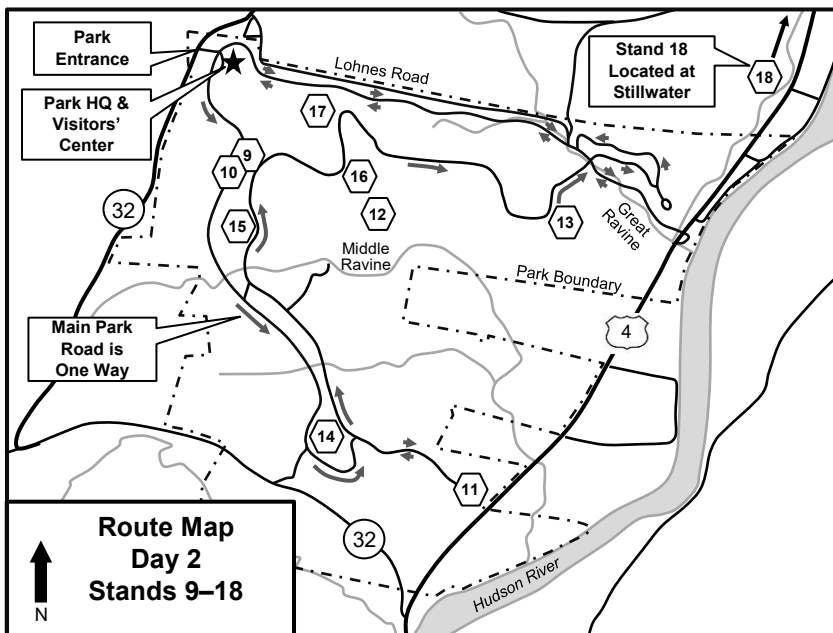 Park
Entrance
Park HQ &
Visitors'
Center
Lohnes Road
Stand 18
Located at
Stillwater
18
17
9
10
16
12
15
13
32
Great
Ravine
Middle
Ravine
Park Boundary
Main Park
Road is
One Way
4
14
11
32
Hudson River
Route Map
Day 2
Stands 9–18
N